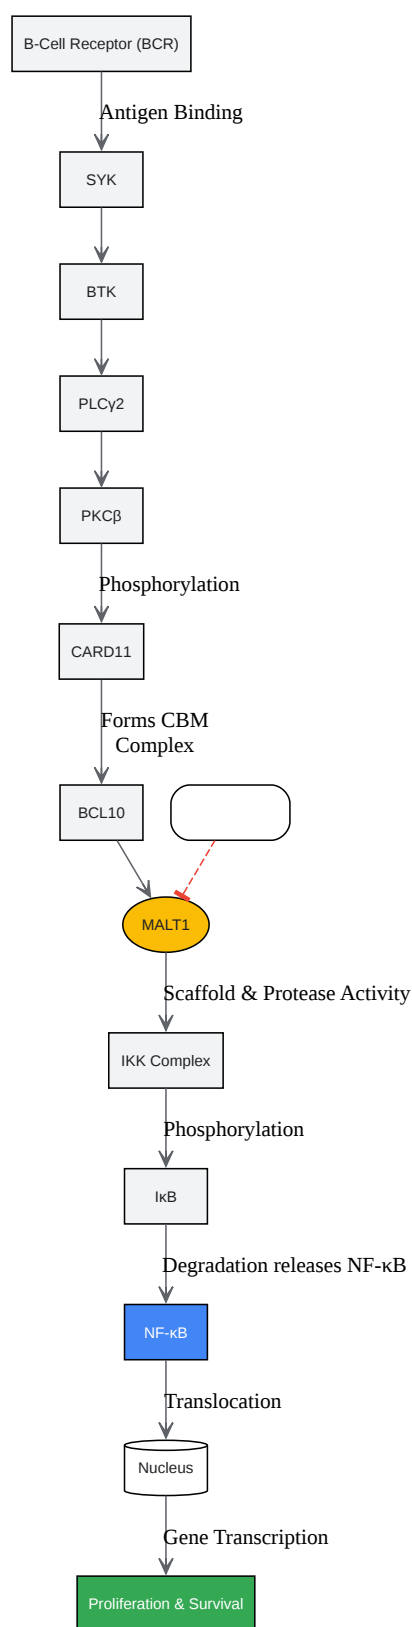 B-Cell Receptor (BCR)
Antigen Binding
SYK
BTK
PLCγ2
PKCβ
Phosphorylation
CARD11
Forms CBM
Complex
BCL10
MALT1
Scaffold & Protease Activity
IKK Complex
Phosphorylation
IκB
Degradation releases NF-κB
NF-κB
Translocation
Nucleus
Gene Transcription
Proliferation & Survival